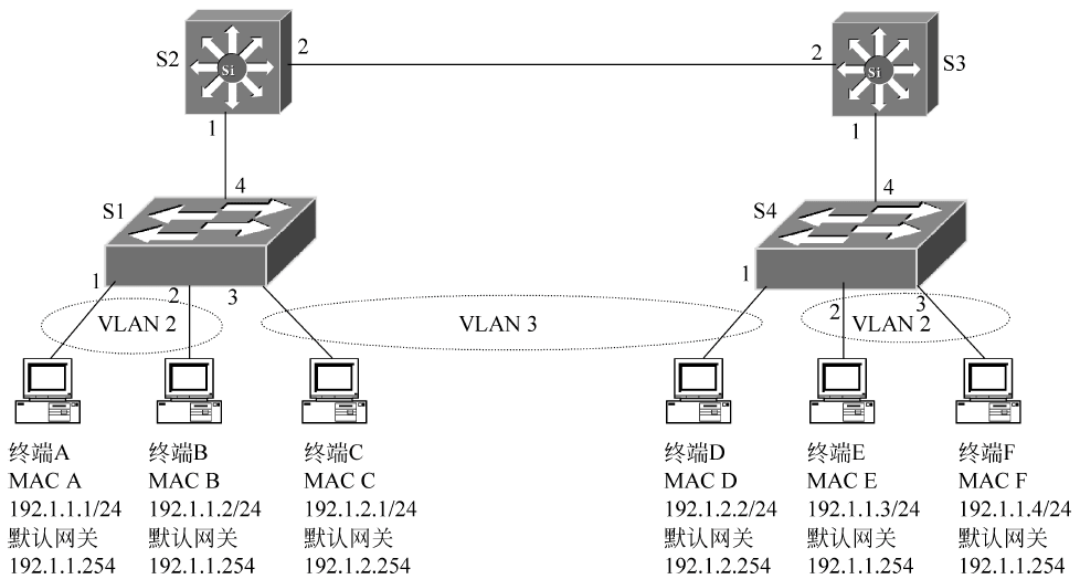 S2
Si
2
2
Si
S3
1
1
4
4
S1
S4
1
2
3
1
2
3
VLAN 2
VLAN 3
VLAN 2
终端A
MAC A
192.1.1.1/24
默认网关
192.1.1.254
终端B
MAC B
192.1.1.2/24
默认网关
192.1.1.254
终端C
MAC C
192.1.2.1/24
默认网关
192.1.2.254
终端D
MAC D
192.1.2.2/24
默认网关
192.1.2.254
终端E
MAC E
192.1.1.3/24
默认网关
192.1.1.254
终端F
MAC F
192.1.1.4/24
默认网关
192.1.1.254